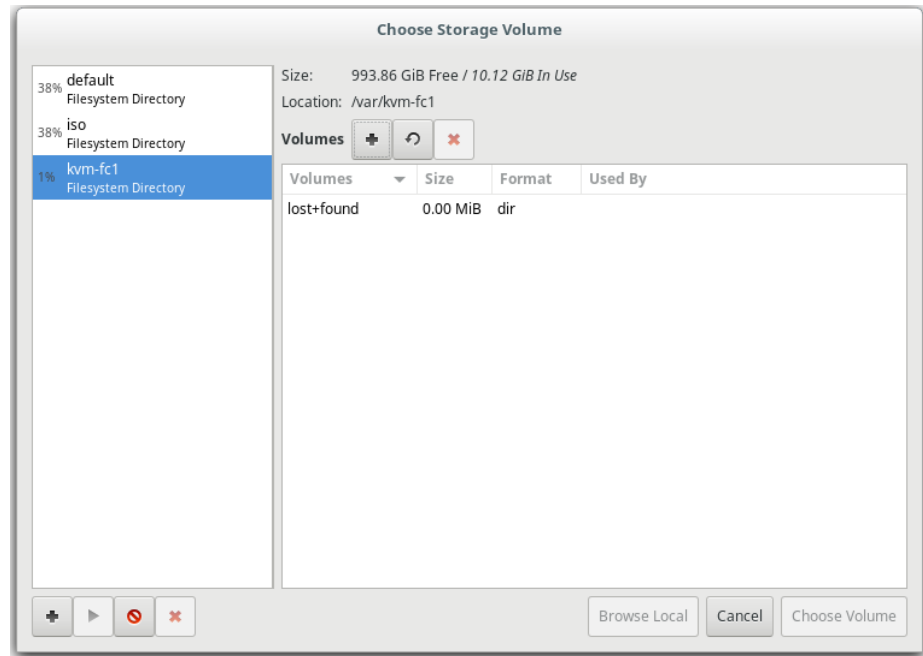 Choose Storage Volume
38% default
Filesystem Directory
38% iso
Filesystem Directory
1% kvm-fc1
Filesystem Directory
Size: 993.86 GiB Free / 10.12 GiB In Use
Location: /var/kvm-fc1
Volumes
Volumes Size Format Used By
lost+found 0.00 MiB dir
Browse Local Cancel Choose Volume